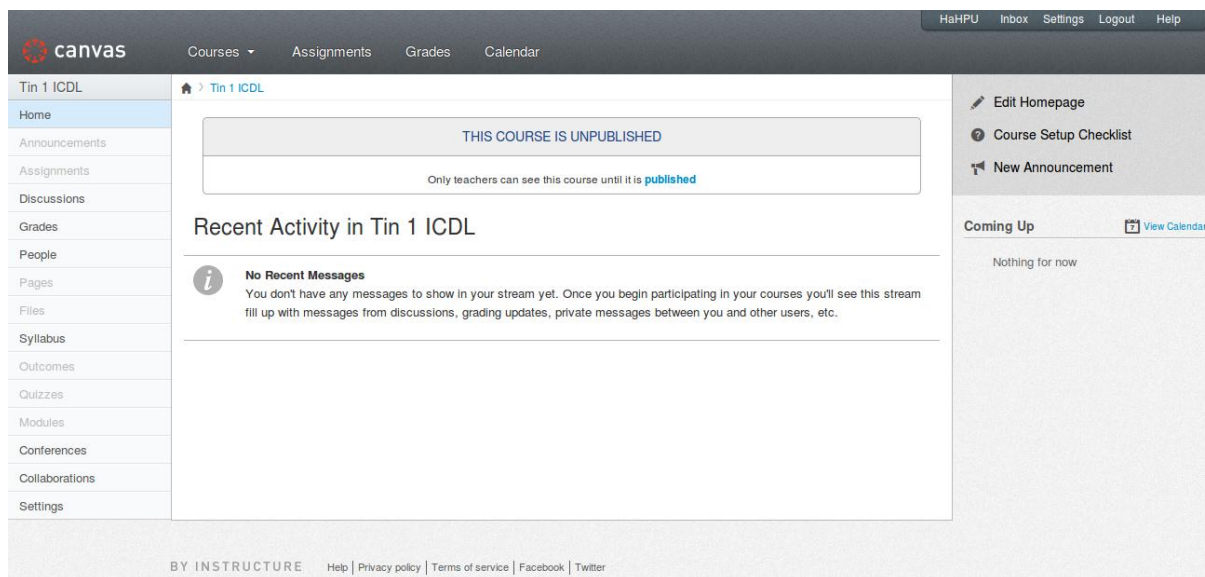 HaHPU Inbox Settings Logout Help
canvas Courses Assignments Grades Calendar
Tin 1 ICDL
Home
Announcements
Assignments
Discussions
Grades
People
Pages
Files
Syllabus
Outcomes
Quizzes
Modules
Conferences
Collaborations
Settings
Tin 1 ICDL
THIS COURSE IS UNPUBLISHED
Only teachers can see this course until it is published
Recent Activity in Tin 1 ICDL
No Recent Messages
You don't have any messages to show in your stream yet. Once you begin participating in your courses you'll see this stream
fill up with messages from discussions, grading updates, private messages between you and other users, etc.
Edit Homepage
Course Setup Checklist
New Announcement
Coming Up 7 View Calendar
Nothing for now
BY INSTRUCTURE Help | Privacy policy | Terms of service | Facebook | Twitter